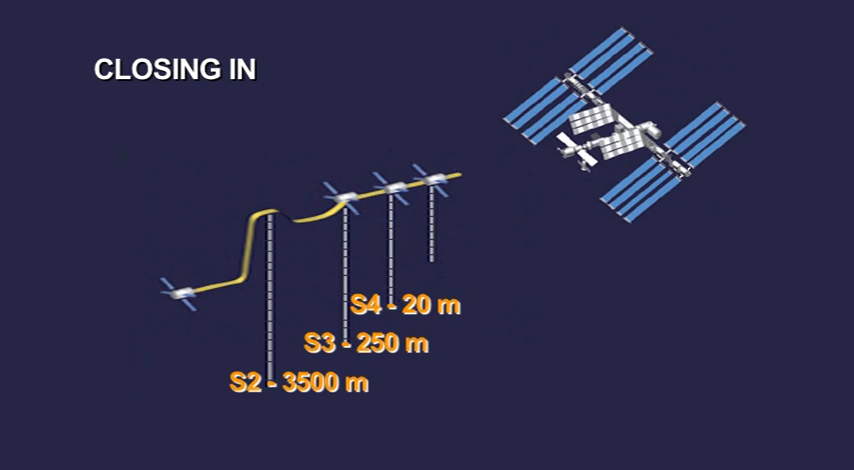 CLOSING IN
S4 - 20 m
S3 - 250 m
S2 - 3500 m